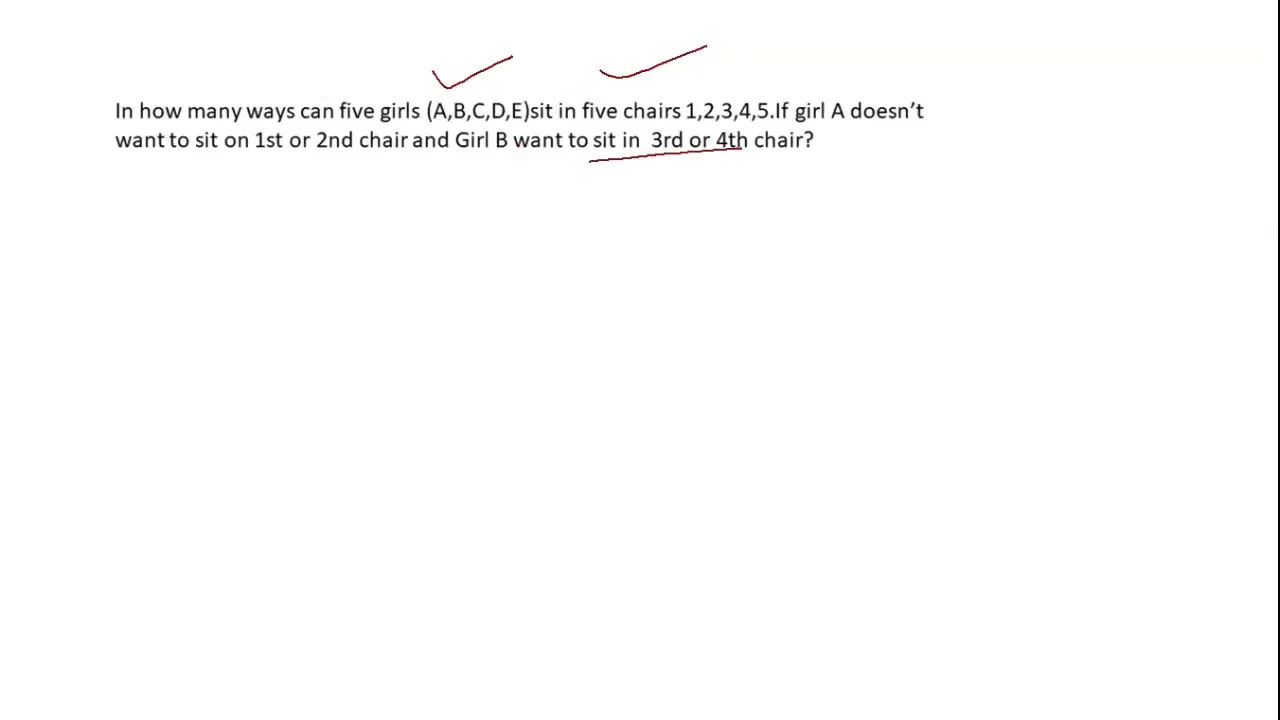 In how many ways can five girls (A,B,C,D,E)sit in five chairs 1,2,3,4,5.If girl A doesn’t
want to sit on 1st or 2nd chair and Girl B want to sit in  3rd or 4th chair?